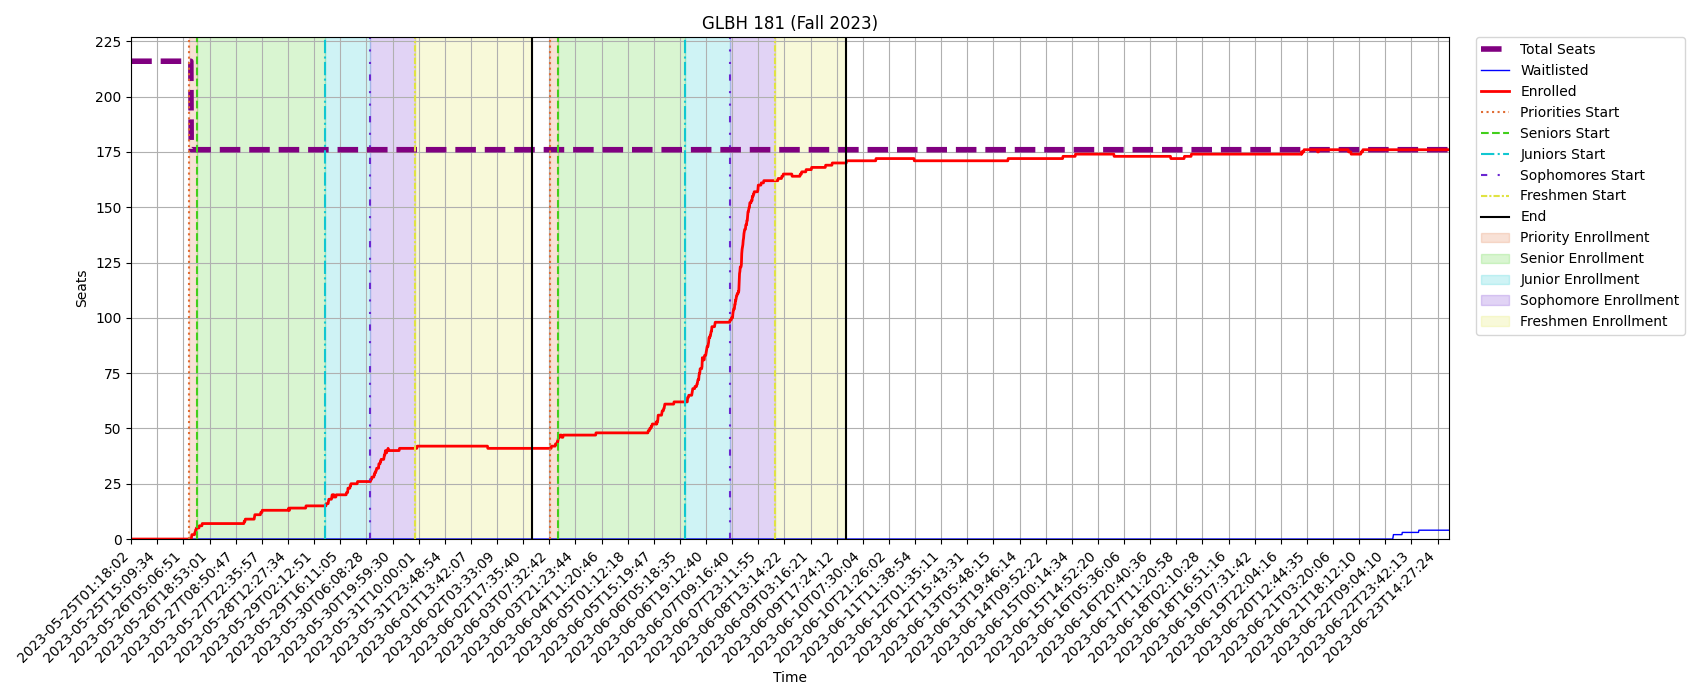 GLBH 181 (Fall 2023)
225
200
175
150
125
100
75
50
25
0
Seats
2023-05-25T01:18:02
2023-05-25T15:09:34
2023-05-26T05:06:51
2023-05-26T18:53:01
2023-05-27T08:50:47
2023-05-27T22:35:57
2023-05-28T12:27:34
2023-05-29T02:12:51
2023-05-29T16:11:05
2023-05-30T06:08:28
2023-05-30T19:59:30
2023-05-31T10:00:01
2023-05-31T23:48:54
2023-06-01T13:42:07
2023-06-02T03:33:09
2023-06-02T17:35:40
2023-06-03T07:32:42
2023-06-03T21:23:44
2023-06-04T11:20:46
2023-06-05T01:12:18
2023-06-05T15:19:47
2023-06-06T05:18:35
2023-06-06T19:12:40
2023-06-07T09:16:40
2023-06-07T23:11:55
2023-06-08T13:14:22
2023-06-09T03:16:21
2023-06-09T17:24:12
2023-06-10T07:30:04
2023-06-10T21:26:02
2023-06-11T11:38:54
2023-06-12T01:35:11
2023-06-12T15:43:31
2023-06-13T05:48:15
2023-06-13T19:46:14
2023-06-14T09:52:22
2023-06-15T00:14:34
2023-06-15T14:52:20
2023-06-16T05:36:06
2023-06-16T20:40:36
2023-06-17T11:20:58
2023-06-18T02:10:28
2023-06-18T16:51:16
2023-06-19T07:31:42
2023-06-19T22:04:16
2023-06-20T12:44:35
2023-06-21T03:20:06
2023-06-21T18:12:10
2023-06-22T09:04:10
2023-06-22T23:42:13
2023-06-23T14:27:24
Time
Total Seats
Waitlisted
Enrolled
Priorities Start
Seniors Start
Juniors Start
Sophomores Start
Freshmen Start
End
Priority Enrollment
Senior Enrollment
Junior Enrollment
Sophomore Enrollment
Freshmen Enrollment